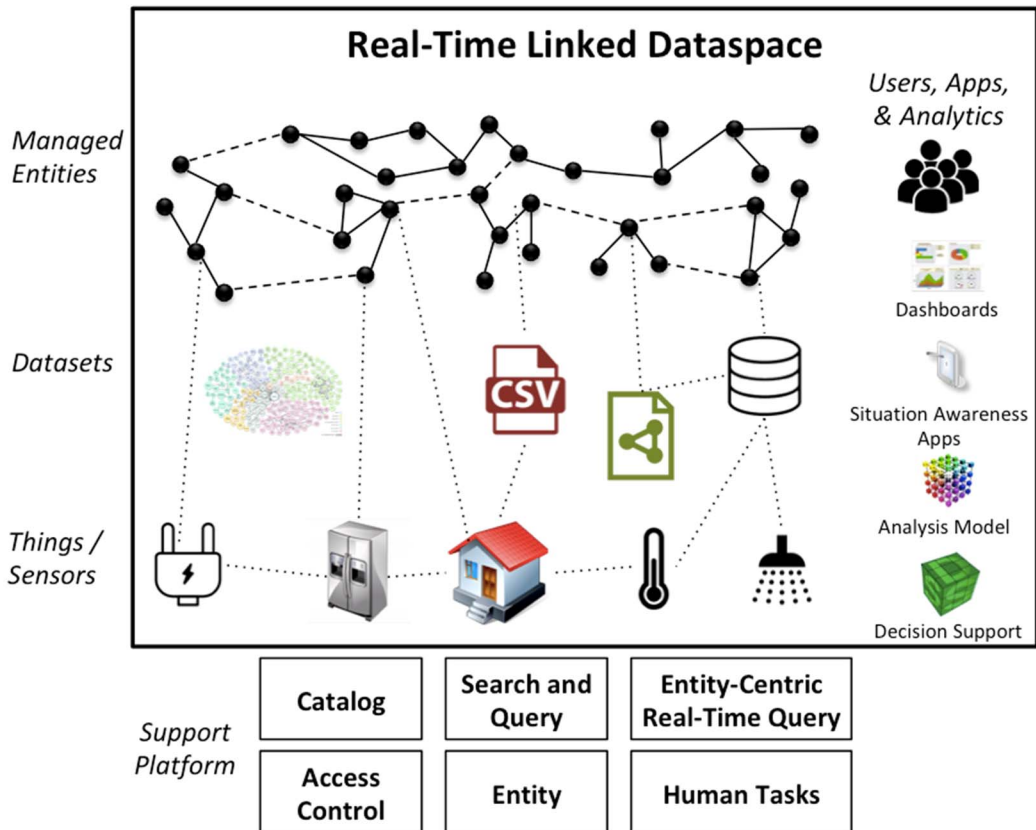 Real-Time Linked Dataspace
Users, Apps,
& Analytics
Managed
Entities
Dashboards
Datasets
CSV
Situation Awareness
Apps
Analysis Model
Things /
Sensors
Decision Support
Support
Platform
Catalog
Search and
Query
Entity-Centric
Real-Time Query
Access
Control
Entity
Human Tasks